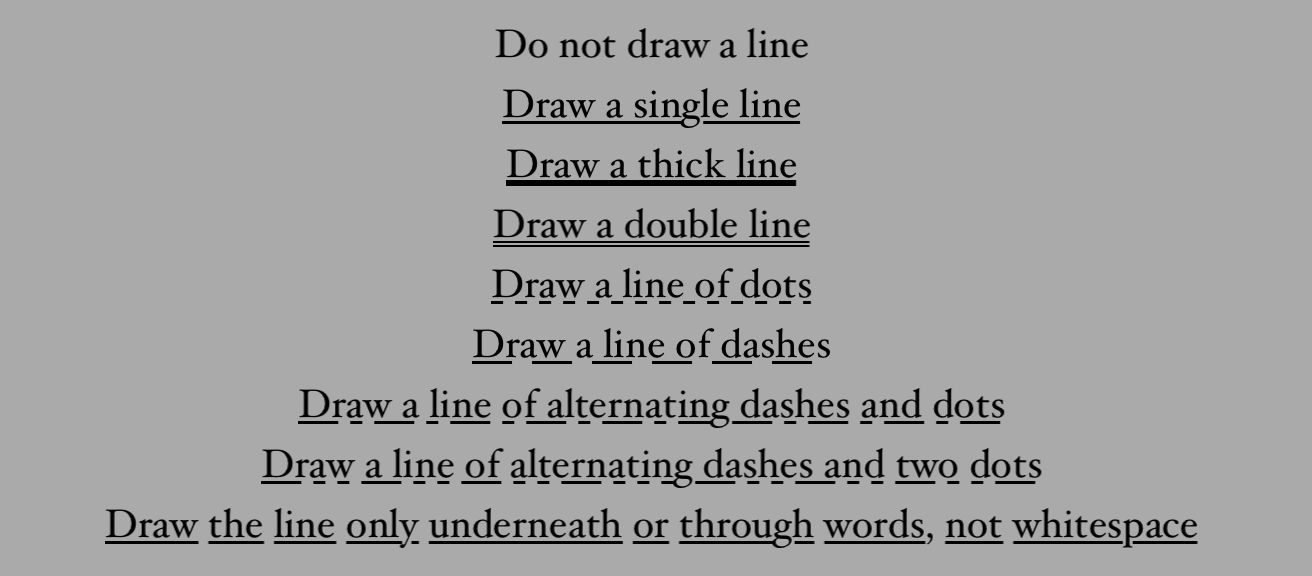 Do not draw a line
Draw a single line
Draw a thick line
Draw a double line
Draw a line of dots
Draw a line of dashes
Draw a line of alternating dashes and dots
Draw a line of alternating dashes and two dots
Draw the line only underneath or through words, not whitespace